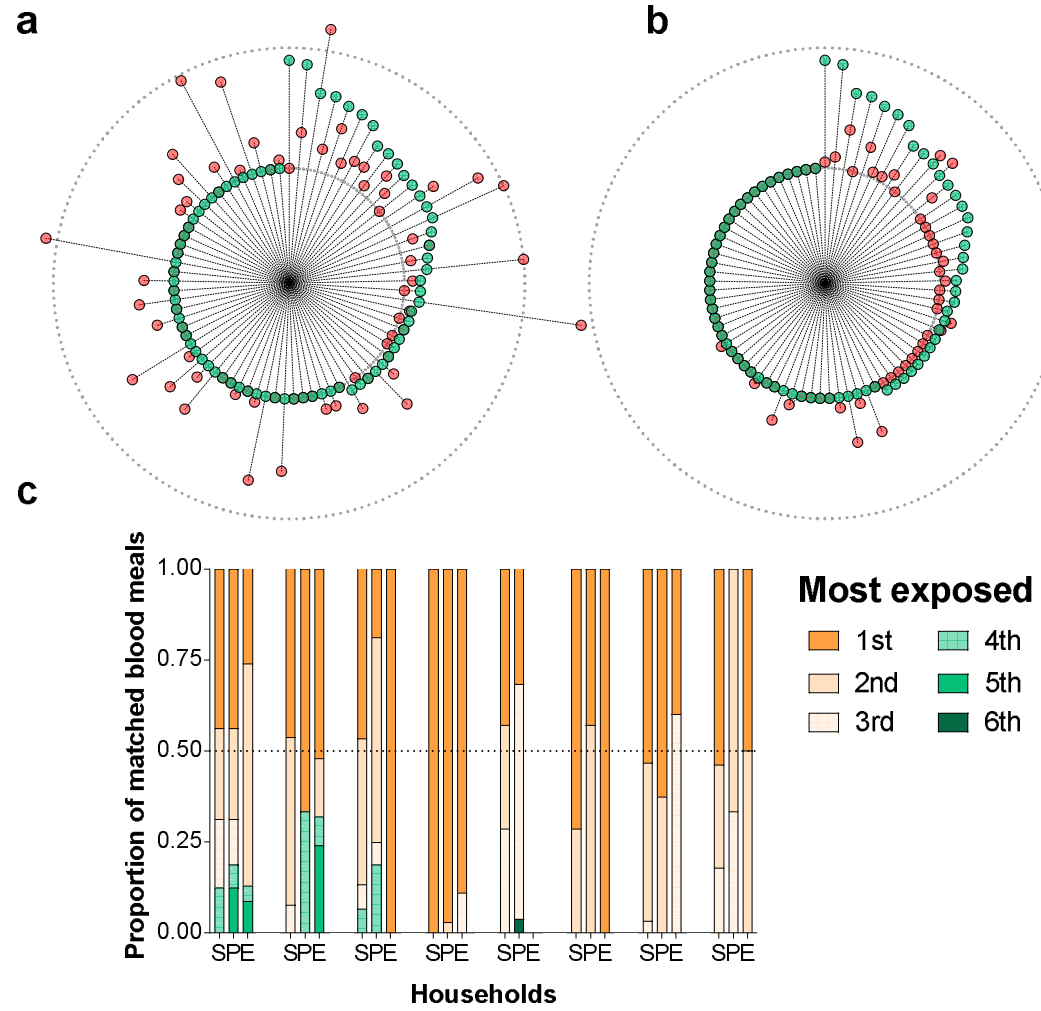 a
b
c
Proportion of matched blood meals
1.00
0.75
0.50
0.25
0.00
SPE SPE SPE SPE SPE SPE SPE SPE
Households
Most exposed
1st 4th
2nd 5th
3rd 6th